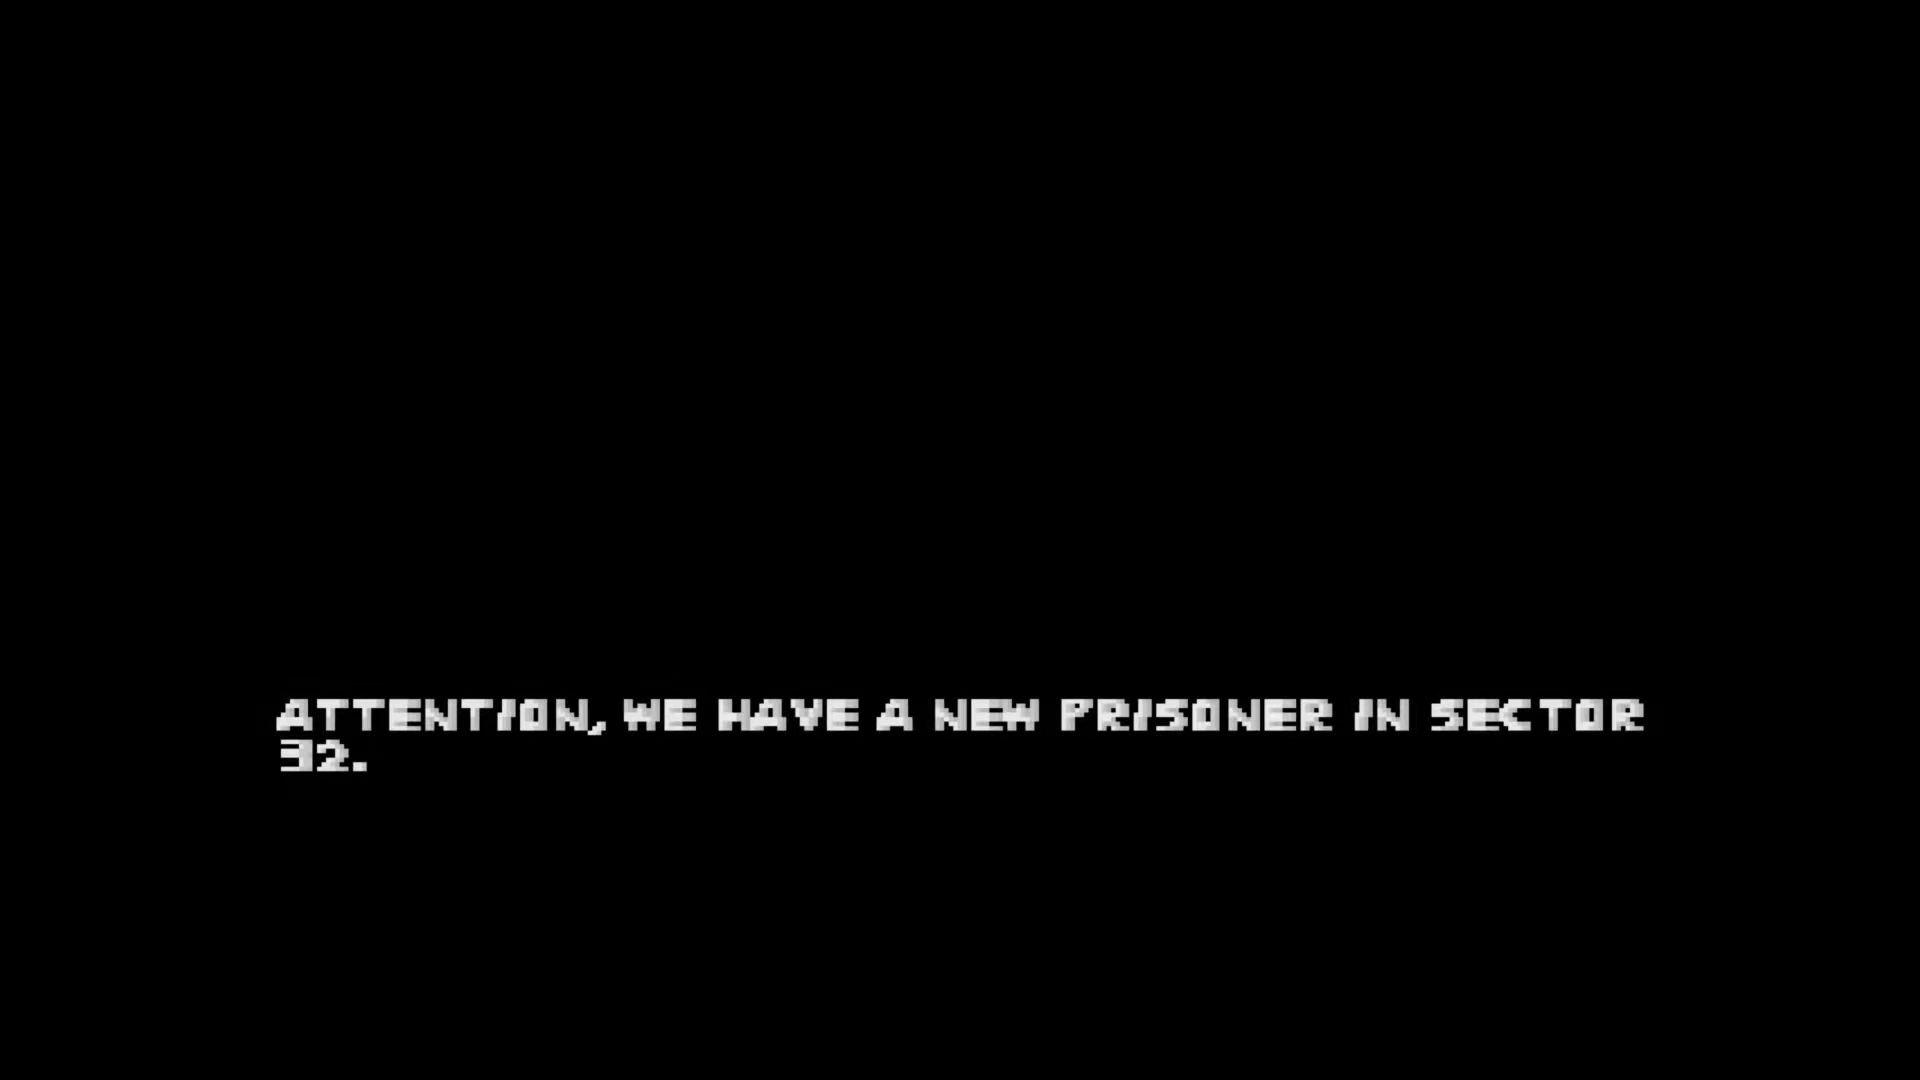 ATTENTION, WE HAVE A NEW PRISONER IN SECTOR
32.